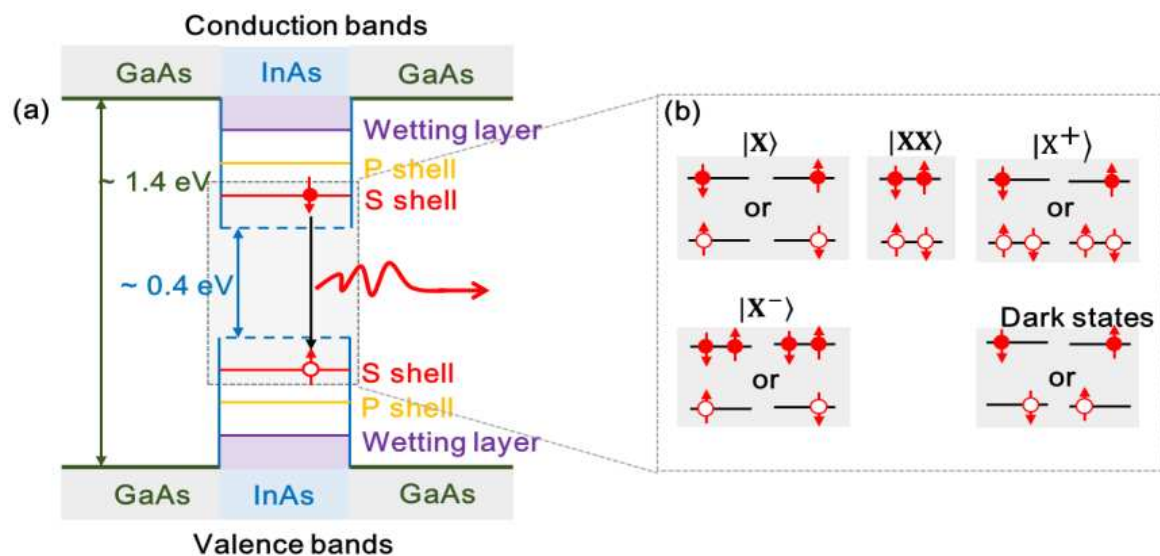 Conduction bands
GaAs InAs GaAs
(a)
Wetting layer
P shell
~ 1.4 eV
S shell
~ 0.4 eV
S shell
P shell
Wetting layer
GaAs InAs GaAs
Valence bands
(b)
|X⟩ |XX⟩ |X⁺⟩
or or
|X⁻⟩
Dark states
or or